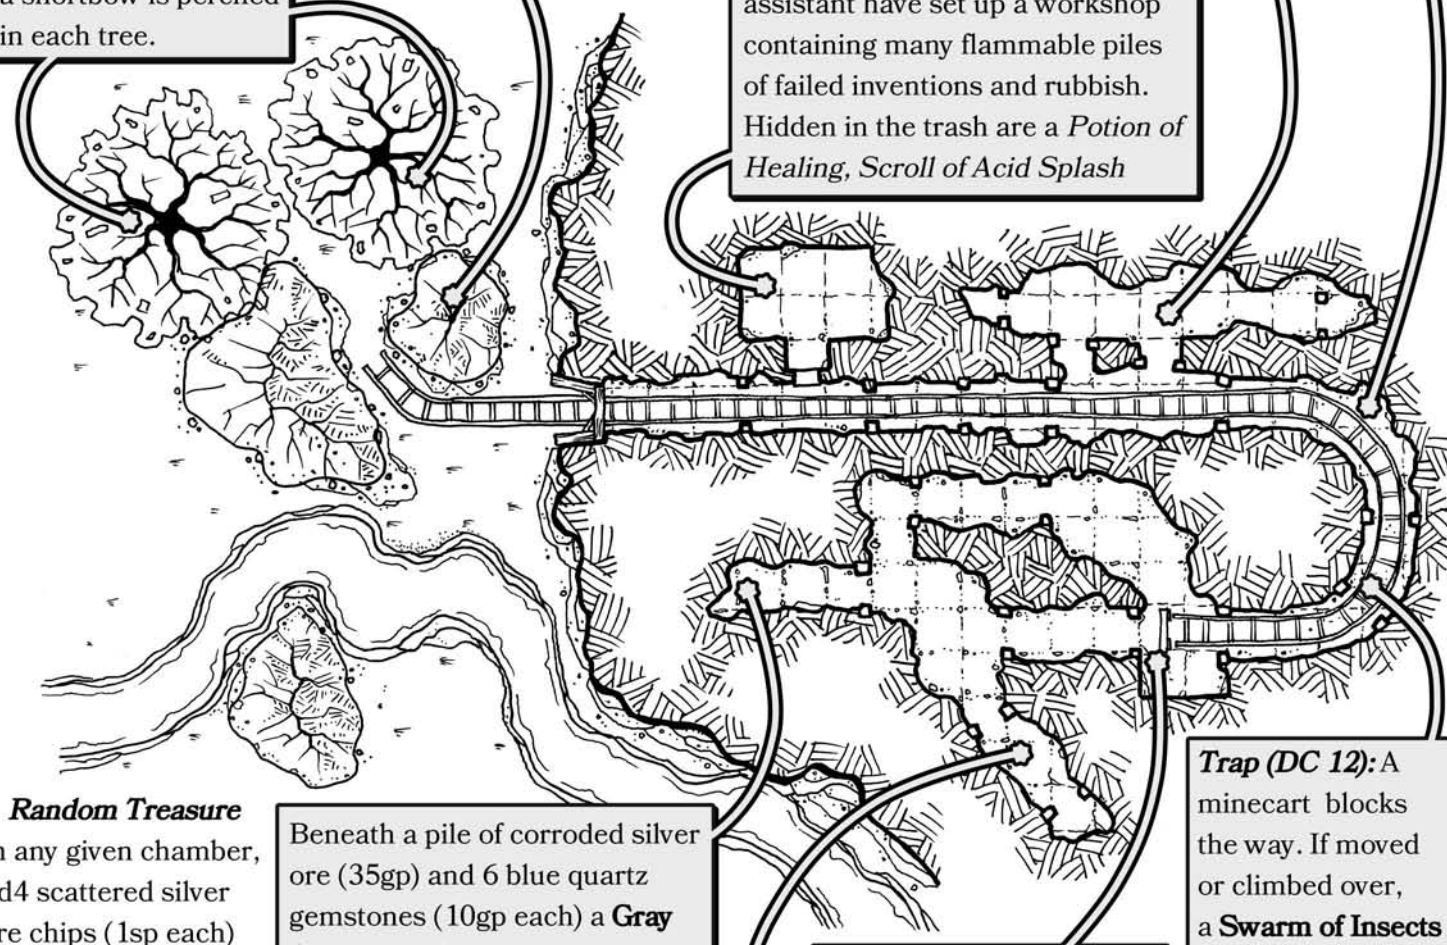 a shortbow is perched
in each tree.
assistant have set up a workshop
containing many flammable piles
of failed inventions and rubbish.
Hidden in the trash are a Potion of
Healing, Scroll of Acid Splash
Random Treasure
any given chamber,
d4 scattered silver
chips (1sp each)
Beneath a pile of corroded silver
ore (35gp) and 6 blue quartz
gemstones (10gp each) a Gray
Trap (DC 12): A
minecart blocks
the way. If moved
or climbed over,
a Swarm of Insects